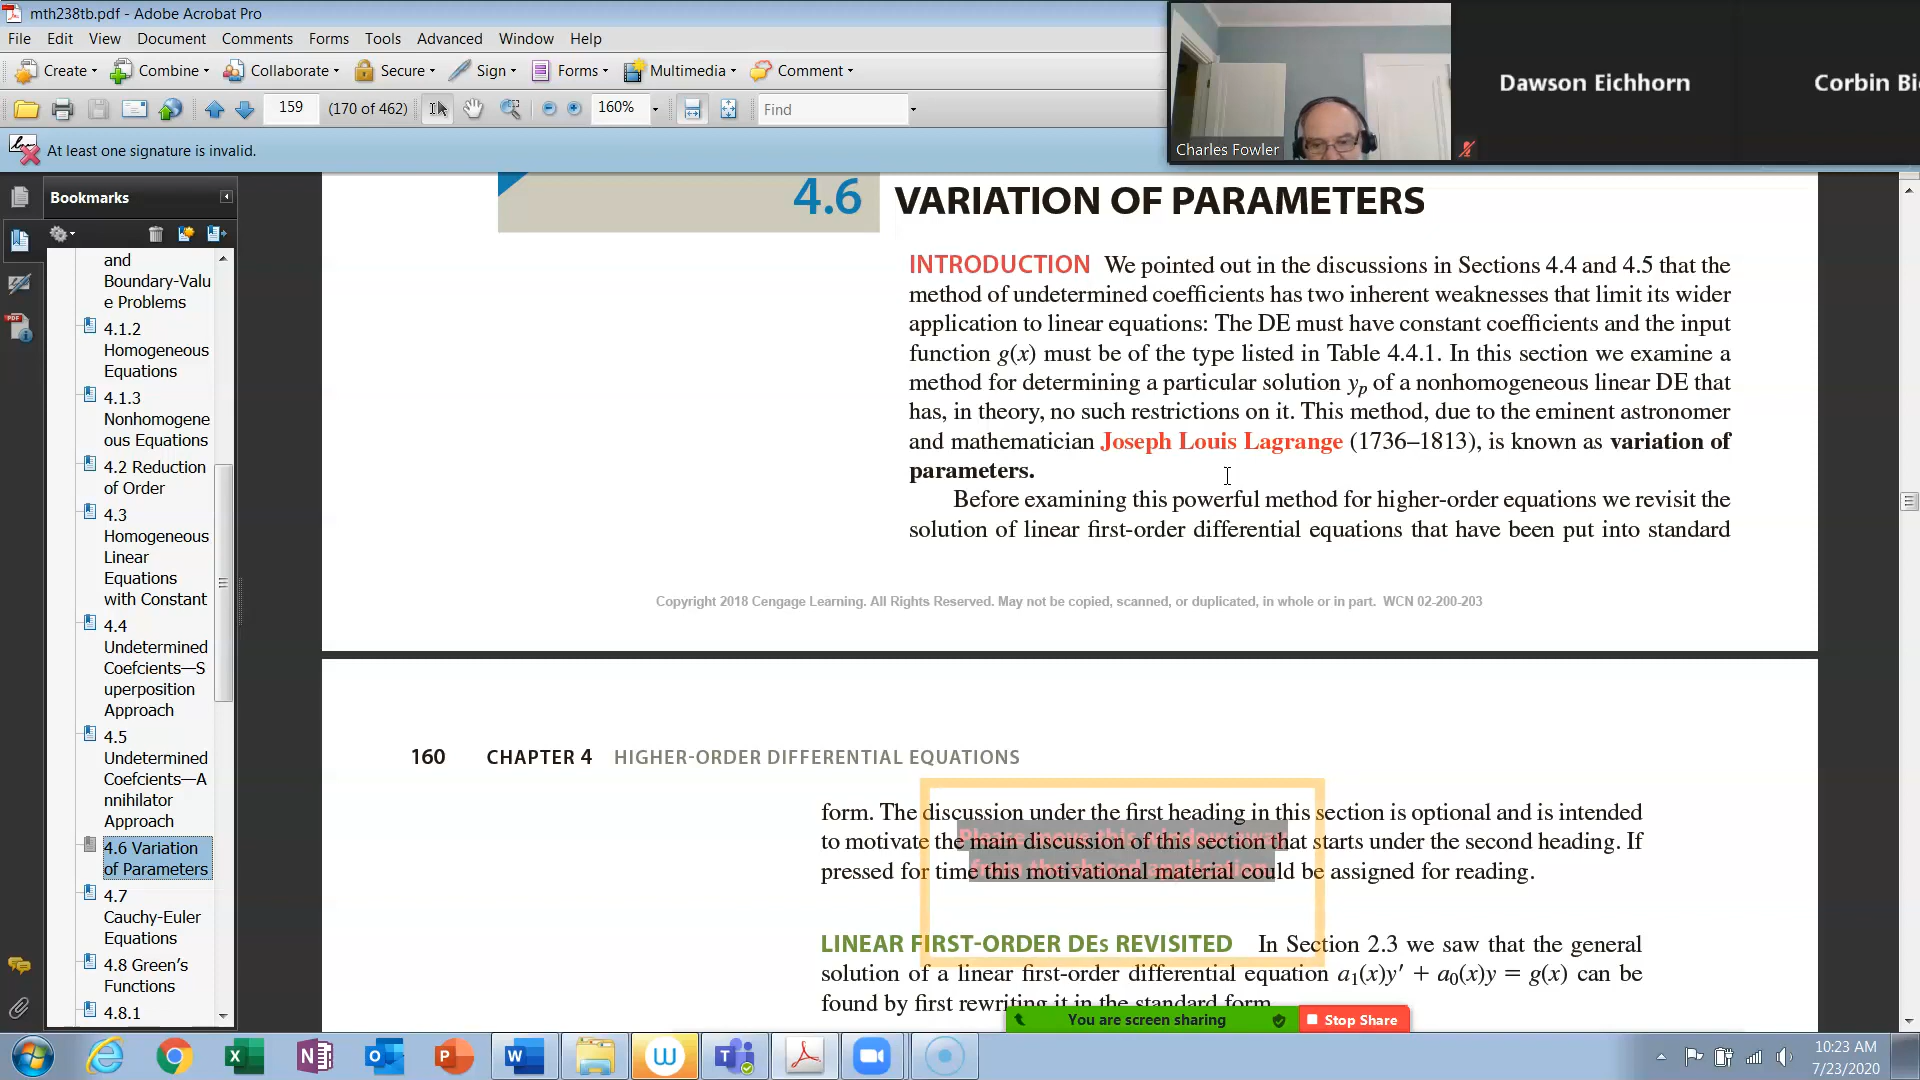 mth238tb.pdf - Adobe Acrobat Pro
File Edit View Document Comments Forms Tools Advanced Window Help
Create Combine Collaborate Secure Sign Forms Multimedia Comment
159 (170 of 462) 160% Find
At least one signature is invalid.
Charles Fowler
Dawson Eichhorn
Corbin Bi
Bookmarks
and
Boundary-Valu
e Problems
4.1.2
Homogeneous
Equations
4.1.3
Nonhomogene
ous Equations
4.2 Reduction
of Order
4.3
Homogeneous
Linear
Equations
with Constant
4.4
Undetermined
Coefcients—S
uperposition
Approach
4.5
Undetermined
Coefcients—A
nnihilator
Approach
4.6 Variation
of Parameters
4.7
Cauchy-Euler
Equations
4.8 Green's
Functions
4.8.1
4.6 VARIATION OF PARAMETERS
INTRODUCTION We pointed out in the discussions in Sections 4.4 and 4.5 that the
method of undetermined coefficients has two inherent weaknesses that limit its wider
application to linear equations: The DE must have constant coefficients and the input
function g(x) must be of the type listed in Table 4.4.1. In this section we examine a
method for determining a particular solution yₚ of a nonhomogeneous linear DE that
has, in theory, no such restrictions on it. This method, due to the eminent astronomer
and mathematician Joseph Louis Lagrange (1736–1813), is known as variation of
parameters.
Before examining this powerful method for higher-order equations we revisit the
solution of linear first-order differential equations that have been put into standard
Copyright 2018 Cengage Learning. All Rights Reserved. May not be copied, scanned, or duplicated, in whole or in part. WCN 02-200-203
160 CHAPTER 4 HIGHER-ORDER DIFFERENTIAL EQUATIONS
form. The discussion under the first heading in this section is optional and is intended
to motivate the main discussion of this section that starts under the second heading. If
pressed for time this motivational material could be assigned for reading.
Please move this window away
from the shared application
LINEAR FIRST-ORDER DEs REVISITED In Section 2.3 we saw that the general
solution of a linear first-order differential equation a₁(x)y′ + a₀(x)y = g(x) can be
found by first rewriting it in the standard form
You are screen sharing Stop Share
10:23 AM
7/23/2020